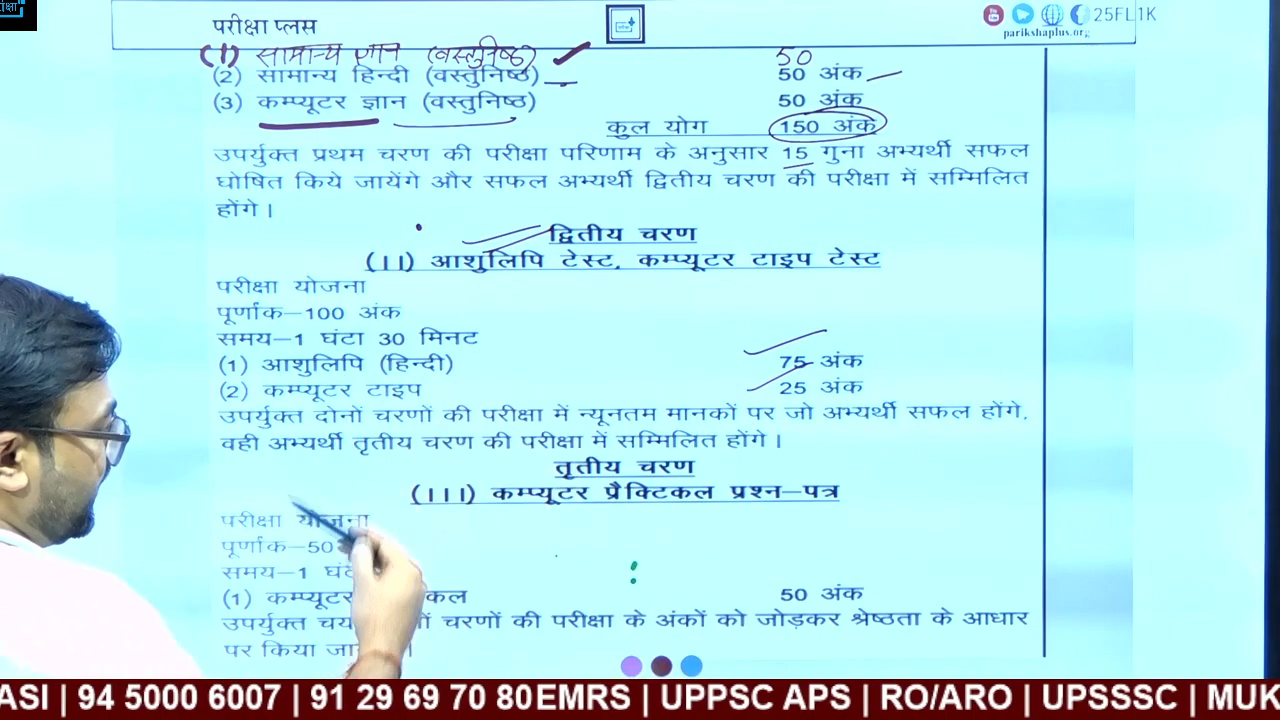 परीक्षा प्लस
25FL1K
parikshaplus.org
(1) सामान्य ज्ञान (वस्तुनिष्ठ) 50
(2) सामान्य हिन्दी (वस्तुनिष्ठ) 50 अंक
(3) कम्प्यूटर ज्ञान (वस्तुनिष्ठ) 50 अंक
कुल योग 150 अंक
उपर्युक्त प्रथम चरण की परीक्षा परिणाम के अनुसार 15 गुना अभ्यर्थी सफल
घोषित किये जायेंगे और सफल अभ्यर्थी द्वितीय चरण की परीक्षा में सम्मिलित
होंगे।
द्वितीय चरण
(II) आशुलिपि टेस्ट, कम्प्यूटर टाइप टेस्ट
परीक्षा योजना
पूर्णांक–100 अंक
समय–1 घंटा 30 मिनट
(1) आशुलिपि (हिन्दी) 75 अंक
(2) कम्प्यूटर टाइप 25 अंक
उपर्युक्त दोनों चरणों की परीक्षा में न्यूनतम मानकों पर जो अभ्यर्थी सफल होंगे,
वही अभ्यर्थी तृतीय चरण की परीक्षा में सम्मिलित होंगे।
तृतीय चरण
(III) कम्प्यूटर प्रैक्टिकल प्रश्न–पत्र
परीक्षा योजना
पूर्णांक–50
समय–1
(1) कम्प्यूटर 50 अंक
उपर्युक्त चरणों की परीक्षा के अंकों को जोड़कर श्रेष्ठता के आधार
पर किया
ASI | 94 5000 6007 | 91 29 69 70 80 EMRS | UPPSC APS | RO/ARO | UPSSSC | MUK